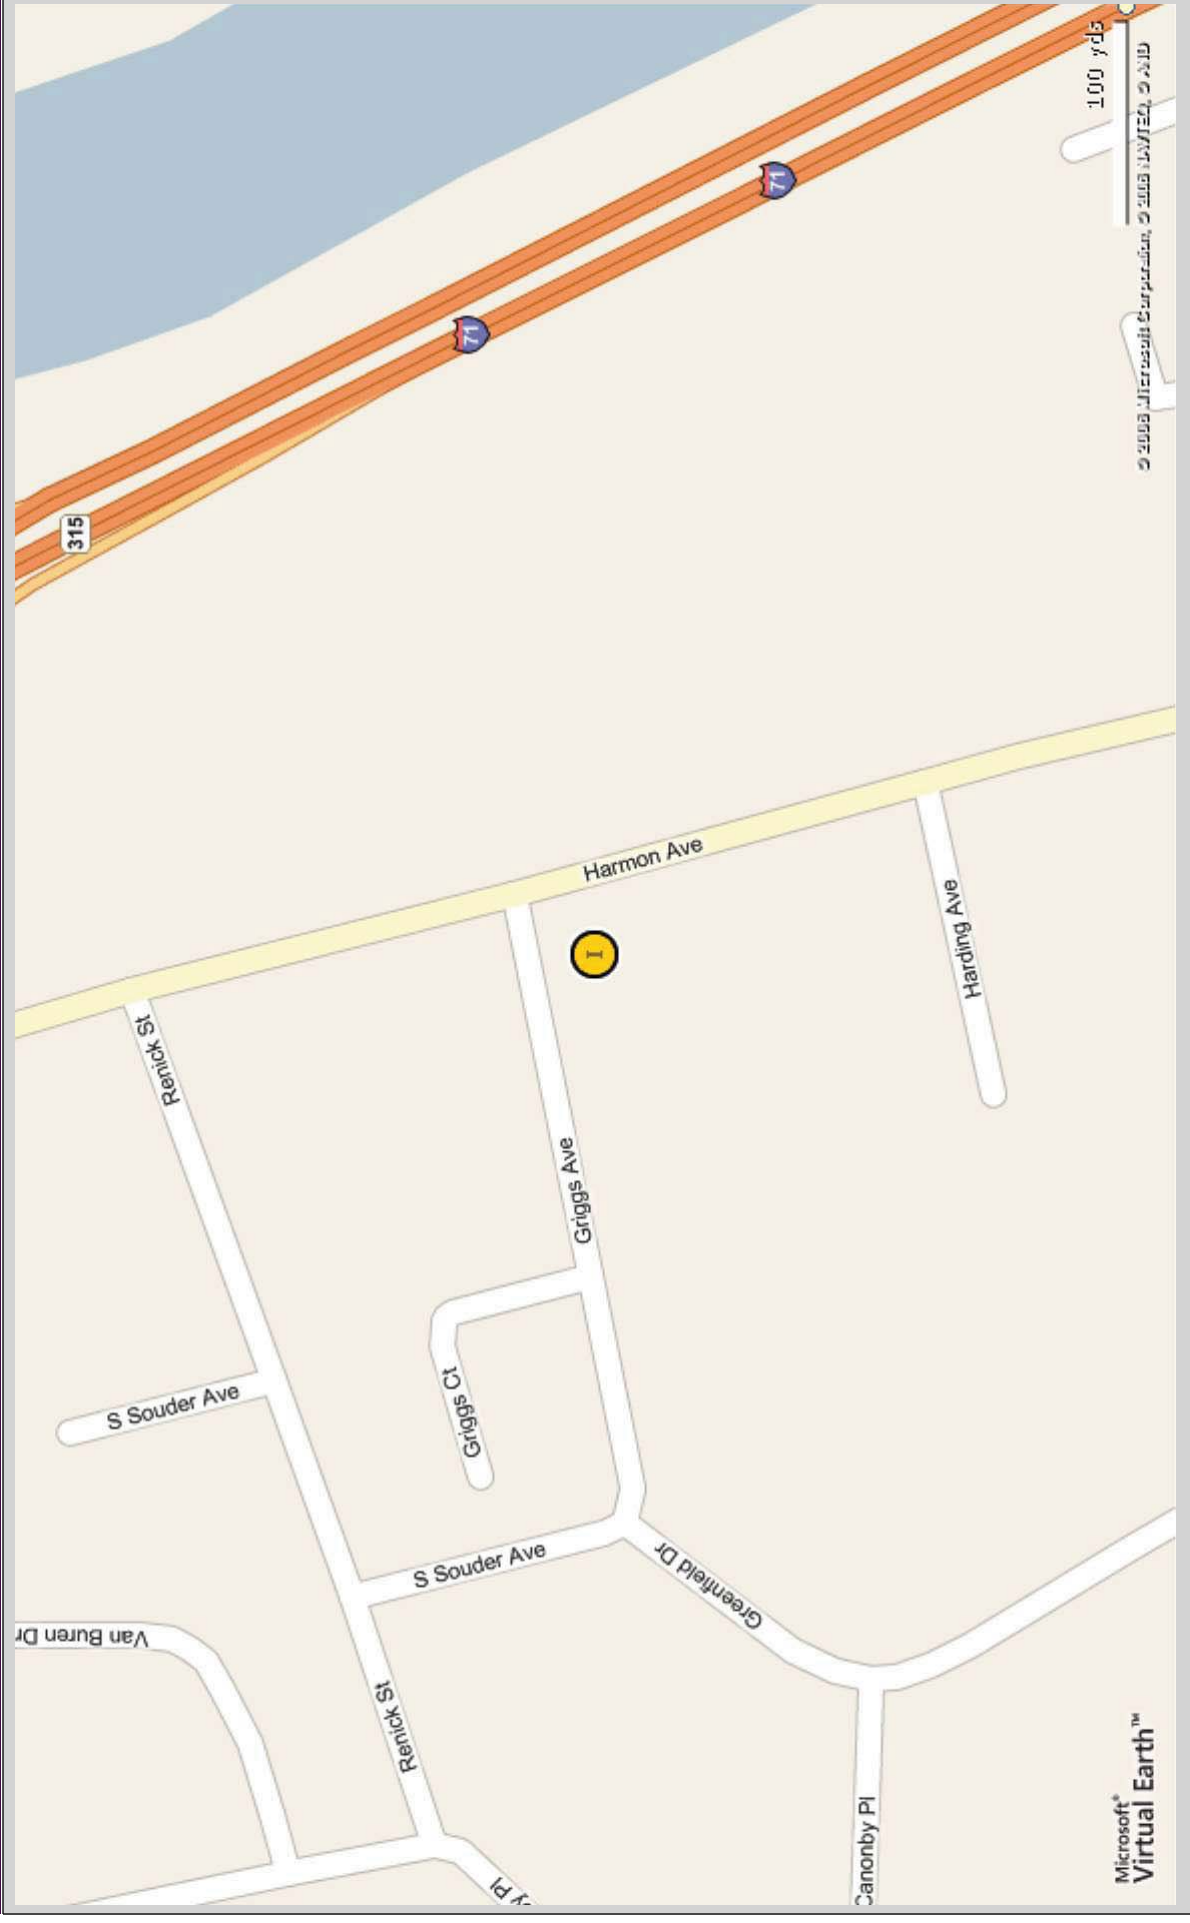 100 yds
71
71
315
Harmon Ave
I
Harding Ave
Renick St
Griggs Ave
Griggs Ct
S Souder Ave
S Souder Ave
Greenfield Dr
Van Buren Dr
Renick St
Canonby Pl
y Pl
Microsoft®
Virtual Earth™